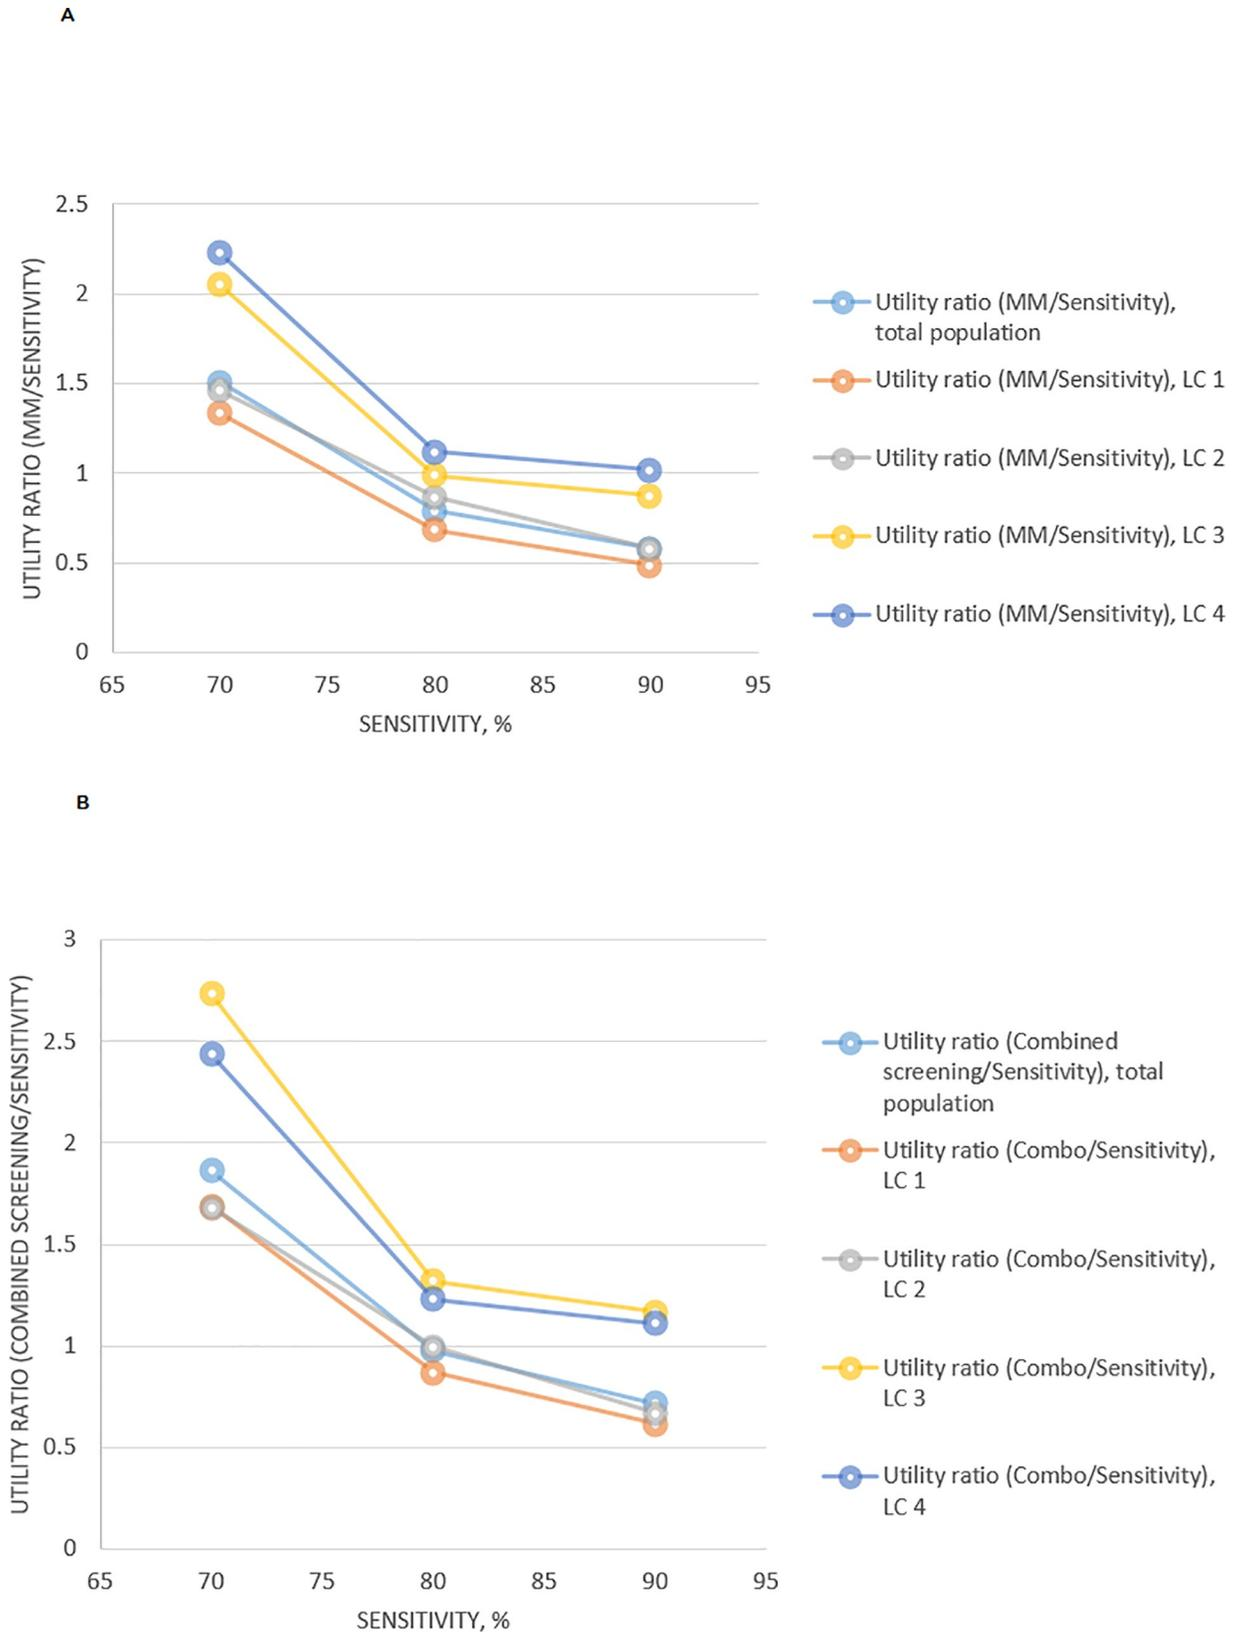 A
2.5
2
1.5
1
0.5
0
65 70 75 80 85 90 95
SENSITIVITY, %
UTILITY RATIO (MM/SENSITIVITY)
Utility ratio (MM/Sensitivity),
total population
Utility ratio (MM/Sensitivity), LC 1
Utility ratio (MM/Sensitivity), LC 2
Utility ratio (MM/Sensitivity), LC 3
Utility ratio (MM/Sensitivity), LC 4
B
3
2.5
2
1.5
1
0.5
0
65 70 75 80 85 90 95
SENSITIVITY, %
UTILITY RATIO (COMBINED SCREENING/SENSITIVITY)
Utility ratio (Combined
screening/Sensitivity), total
population
Utility ratio (Combo/Sensitivity),
LC 1
Utility ratio (Combo/Sensitivity),
LC 2
Utility ratio (Combo/Sensitivity),
LC 3
Utility ratio (Combo/Sensitivity),
LC 4